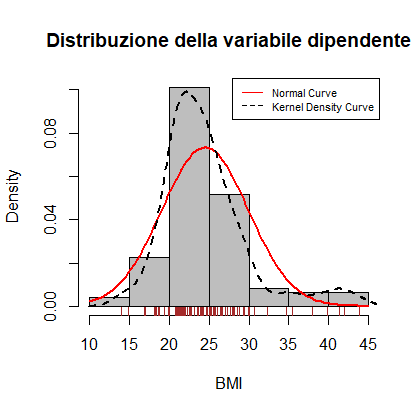 Distribuzione della variabile dipendente
Normal Curve
Kernel Density Curve
Density
0.00
0.04
0.08
10 15 20 25 30 35 40 45
BMI